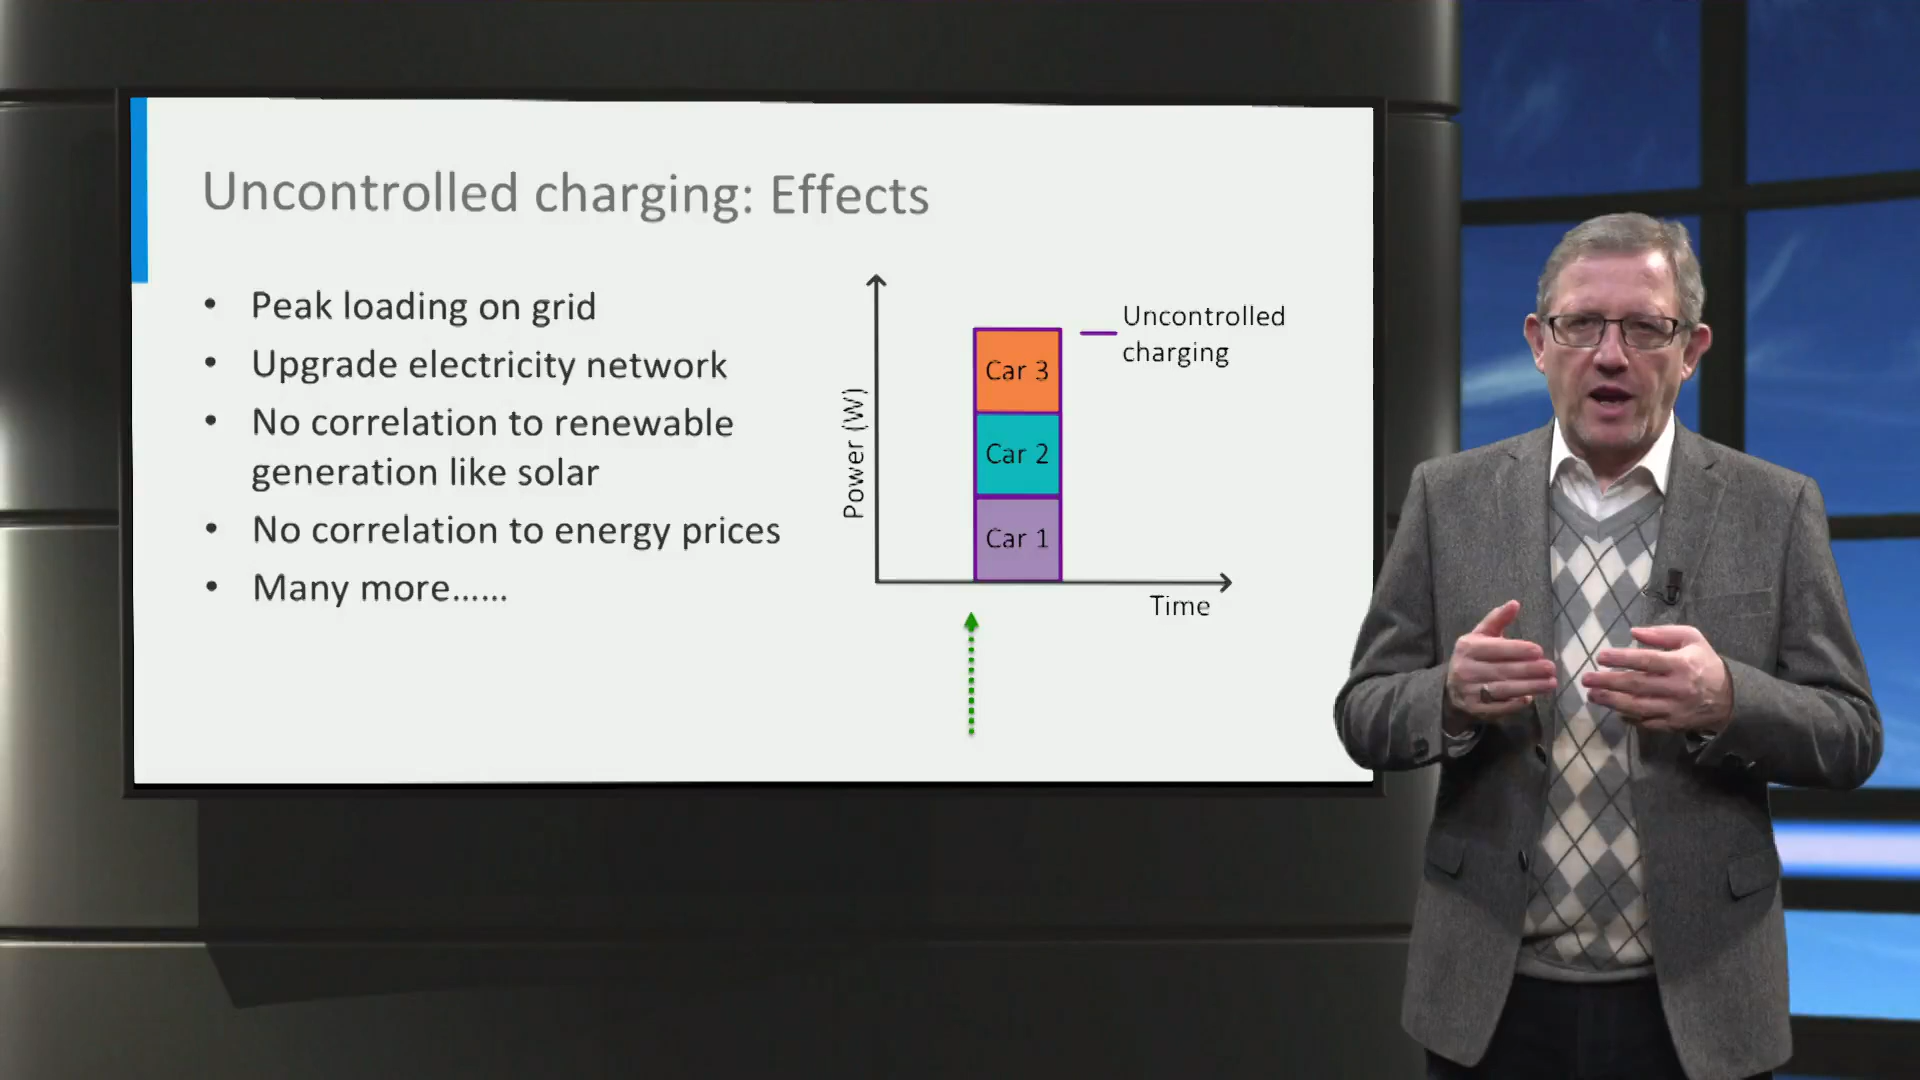 Uncontrolled charging: Effects
• Peak loading on grid
• Upgrade electricity network
• No correlation to renewable
generation like solar
• No correlation to energy prices
• Many more......
Power (W)
Car 3
Car 2
Car 1
Time
Uncontrolled
charging